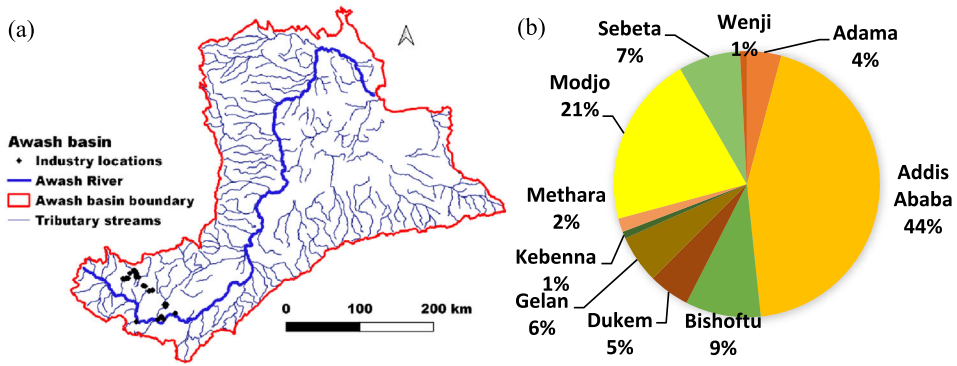 (a)
Awash basin
Industry locations
Awash River
Awash basin boundary
Tributary streams
0 100 200 km
(b)
Wenji
1%
Adama
4%
Sebeta
7%
Modjo
21%
Addis
Ababa
44%
Methara
2%
Kebenna
1%
Gelan
6%
Dukem
5%
Bishoftu
9%